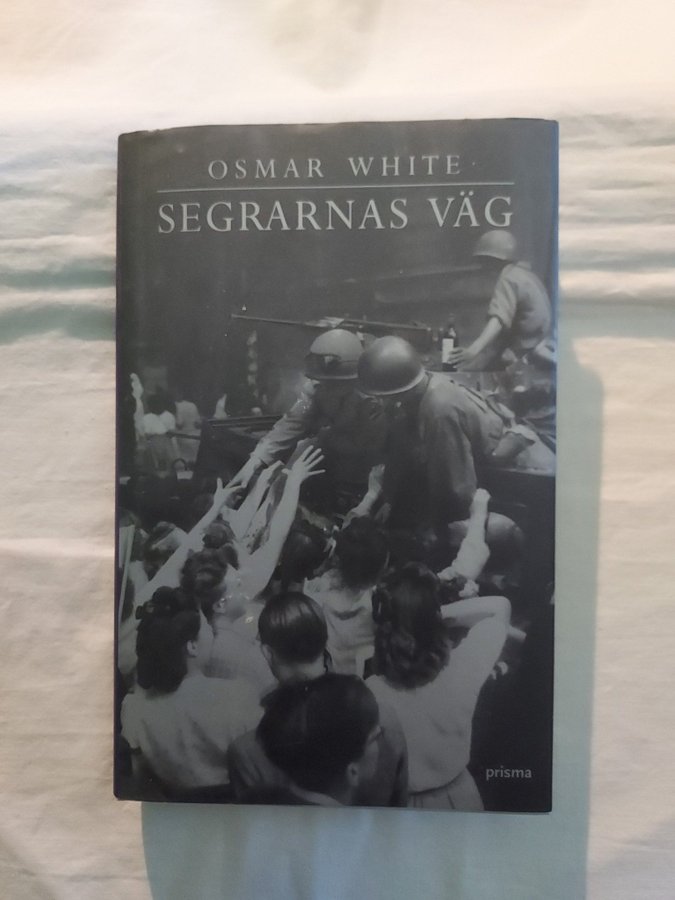 OSMAR WHITE
SEGRARNAS VÄG
prisma